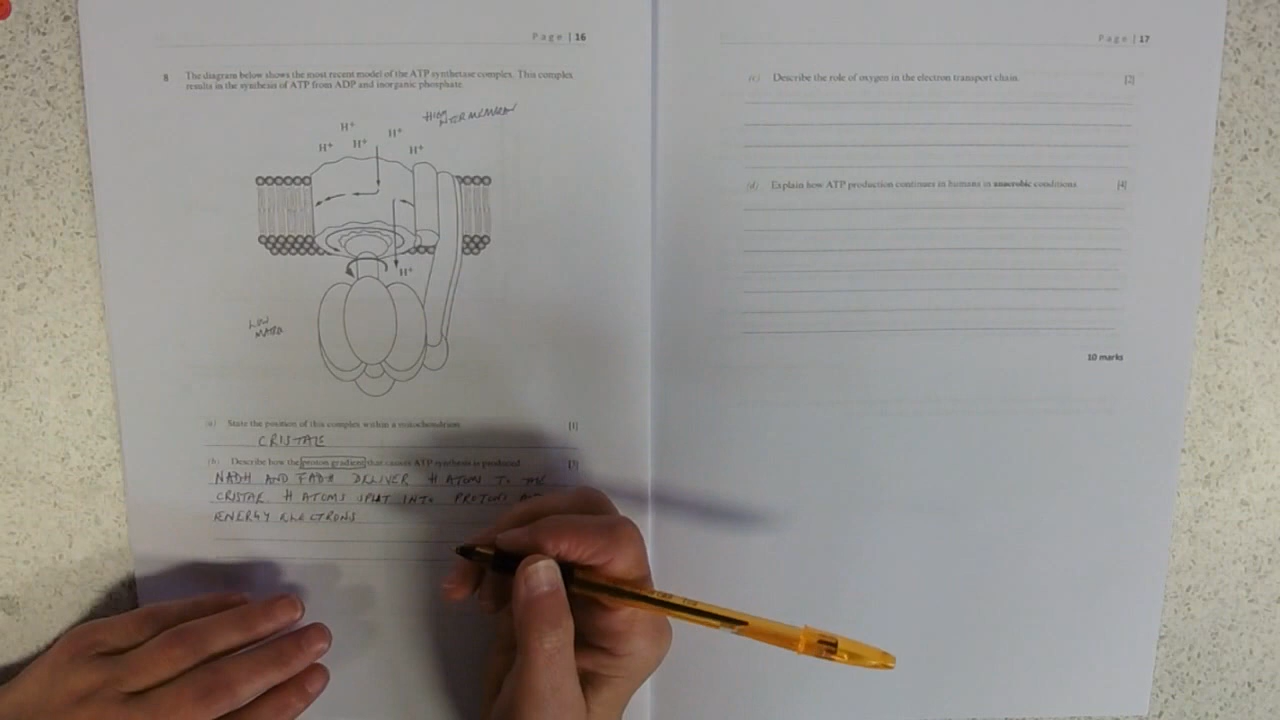 Page | 16
8 The diagram below shows the most recent model of the ATP synthetase complex. This complex
results in the synthesis of ATP from ADP and inorganic phosphate
HIGH
INTERMEMBRAN
H+
H+
H+
H+
H+
H+
LOW
MATRIX
(a) State the position of this complex within a mitochondrion [1]
CRISTAE
(b) Describe how the proton gradient that causes ATP synthesis is produced [3]
NADH AND FADH DELIVER H ATOMS TO THE
CRISTAE. H ATOMS SPLIT INTO PROTONS
ENERGY ELECTRONS
Page | 17
(c) Describe the role of oxygen in the electron transport chain. [2]
(d) Explain how ATP production continues in humans in anaerobic conditions [4]
10 marks